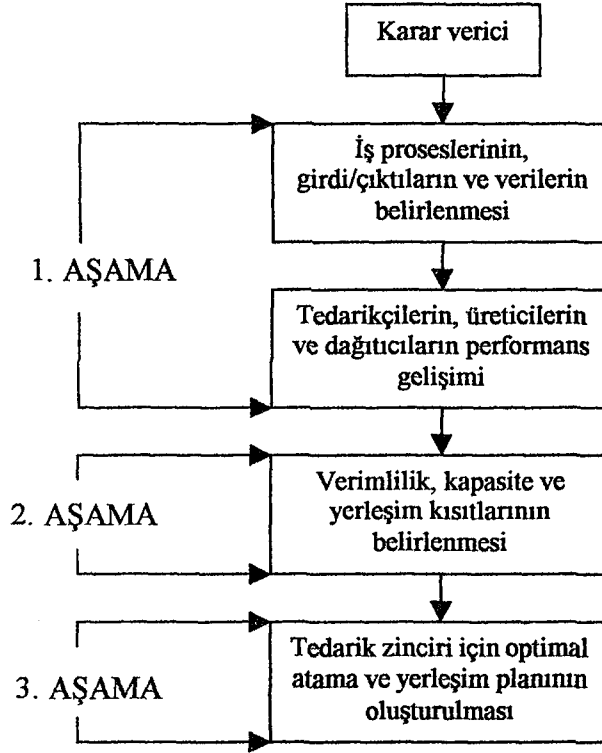 Karar verici
İş proseslerinin,
girdi/çıktıların ve verilerin
belirlenmesi
1. AŞAMA
Tedarikçilerin, üreticilerin
ve dağıtıcıların performans
gelişimi
2. AŞAMA
Verimlilik, kapasite ve
yerleşim kısıtlarının
belirlenmesi
3. AŞAMA
Tedarik zinciri için optimal
atama ve yerleşim planının
oluşturulması